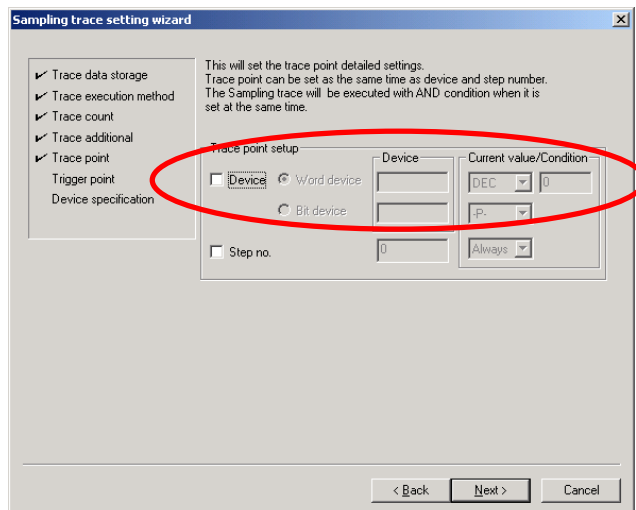 Sampling trace setting wizard
Trace data storage
Trace execution method
Trace count
Trace additional
Trace point
Trigger point
Device specification
This will set the trace point detailed settings.
Trace point can be set as the same time as device and step number.
The Sampling trace will be executed with AND condition when it is
set at the same time.
Trace point setup
Device
Current value/Condition
Device
Word device
DEC
0
Bit device
-P-
Step no.
0
Always
< Back
Next >
Cancel